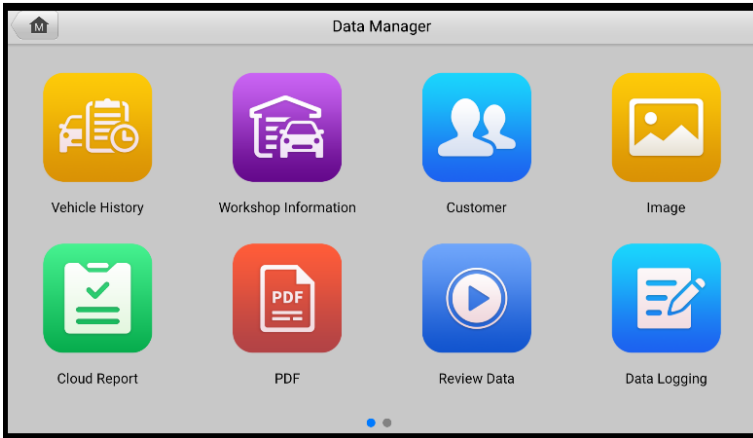 M
Data Manager
Vehicle History
Workshop Information
Customer
Image
PDF
Cloud Report
PDF
Review Data
Data Logging